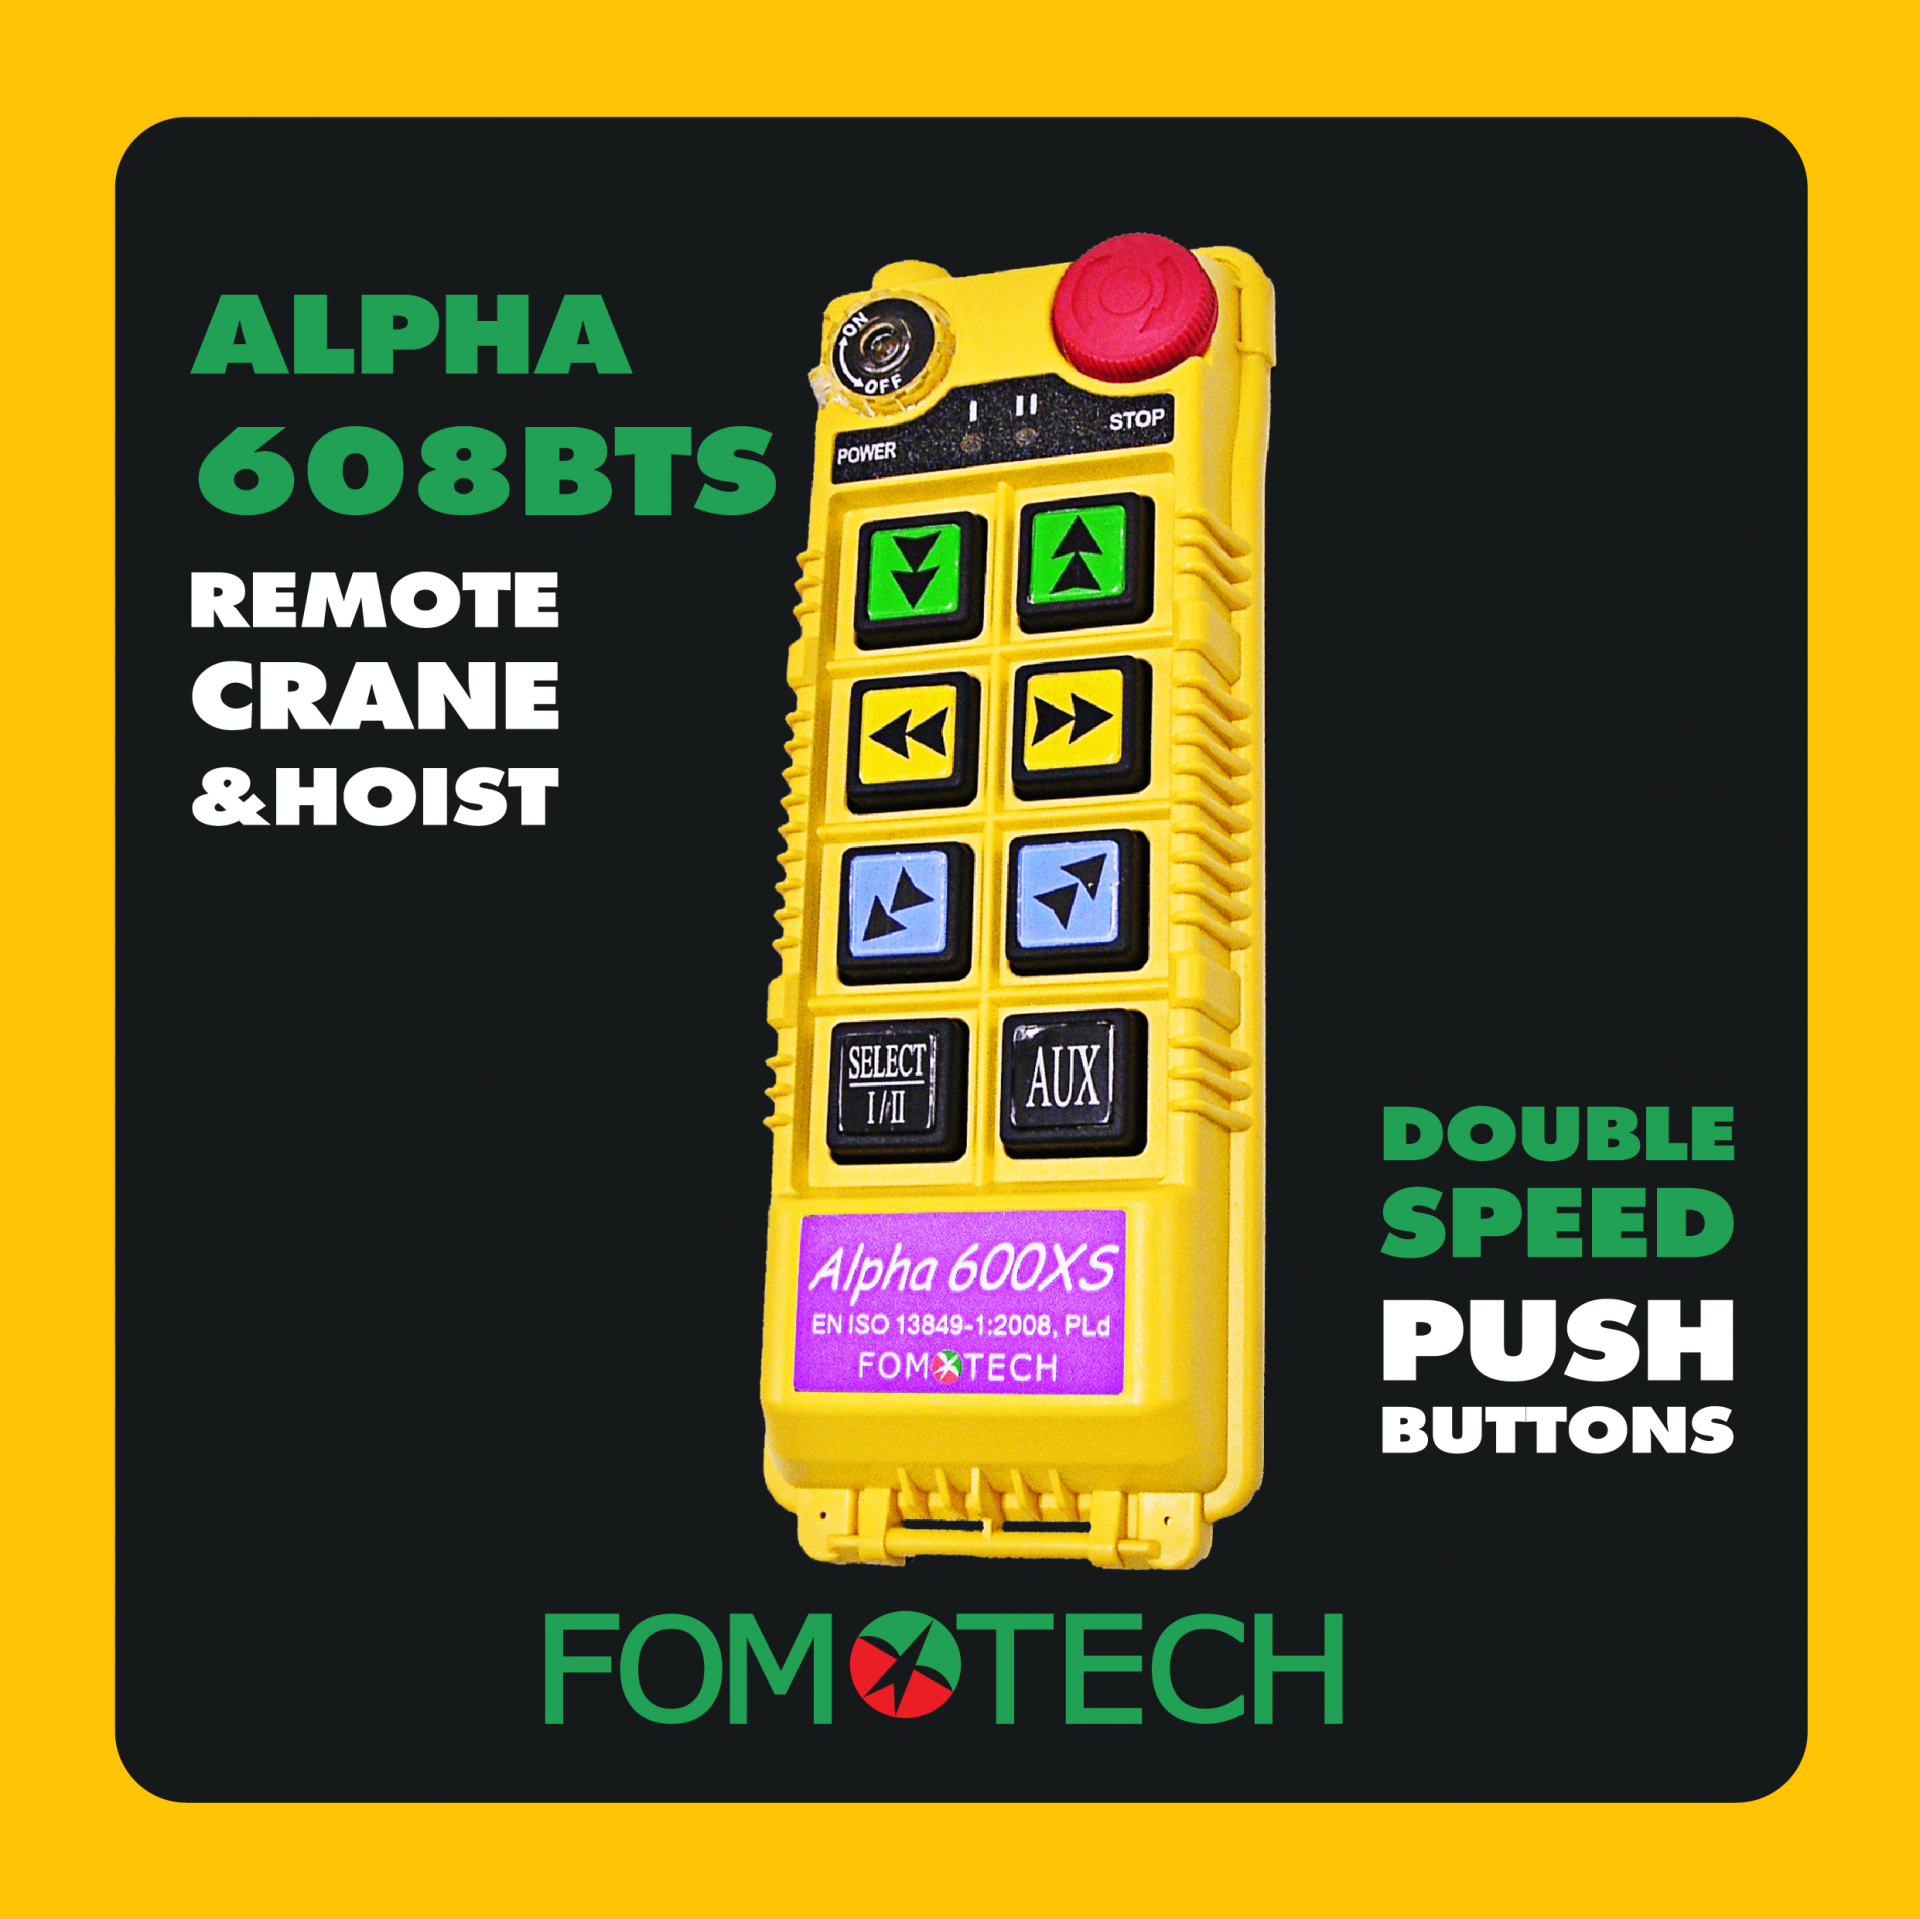 ALPHA
608BTS
REMOTE
CRANE
&HOIST
ON
OFF
I II
POWER
STOP
SELECT
I/II
AUX
Alpha 600XS
EN ISO 13849-1:2008, PLd
FOMOTECH
DOUBLE
SPEED
PUSH
BUTTONS
FOMOTECH